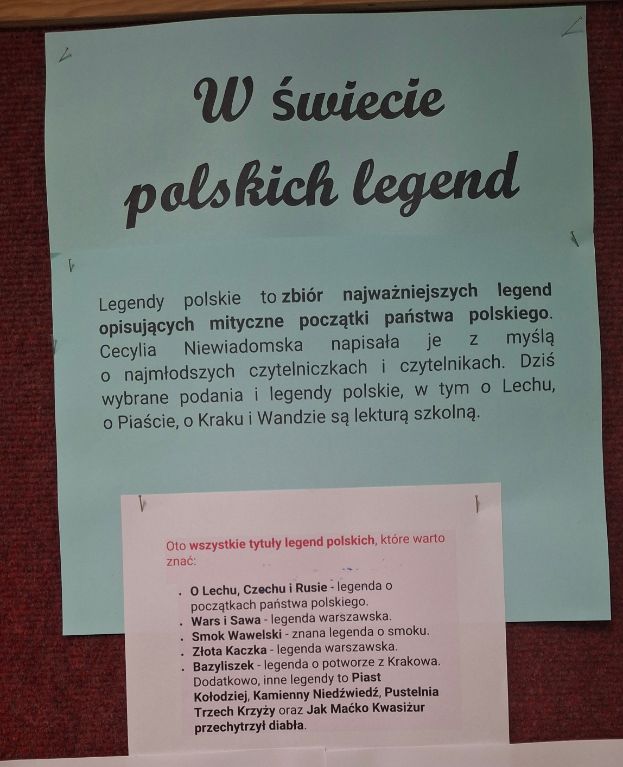 W świecie
polskich legend
Legendy polskie to zbiór najważniejszych legend
opisujących mityczne początki państwa polskiego.
Cecylia Niewiadomska napisała je z myślą
o najmłodszych czytelniczkach i czytelnikach. Dziś
wybrane podania i legendy polskie, w tym o Lechu,
o Piaście, o Kraku i Wandzie są lekturą szkolną.
Oto wszystkie tytuły legend polskich, które warto
znać:
• O Lechu, Czechu i Rusie - legenda o
początkach państwa polskiego.
• Wars i Sawa - legenda warszawska.
• Smok Wawelski - znana legenda o smoku.
• Złota Kaczka - legenda warszawska.
• Bazyliszek - legenda o potworze z Krakowa.
Dodatkowo, inne legendy to Piast
Kołodziej, Kamienny Niedźwiedź, Pustelnia
Trzech Krzyży oraz Jak Maćko Kwasiżur
przechytrzył diabła.